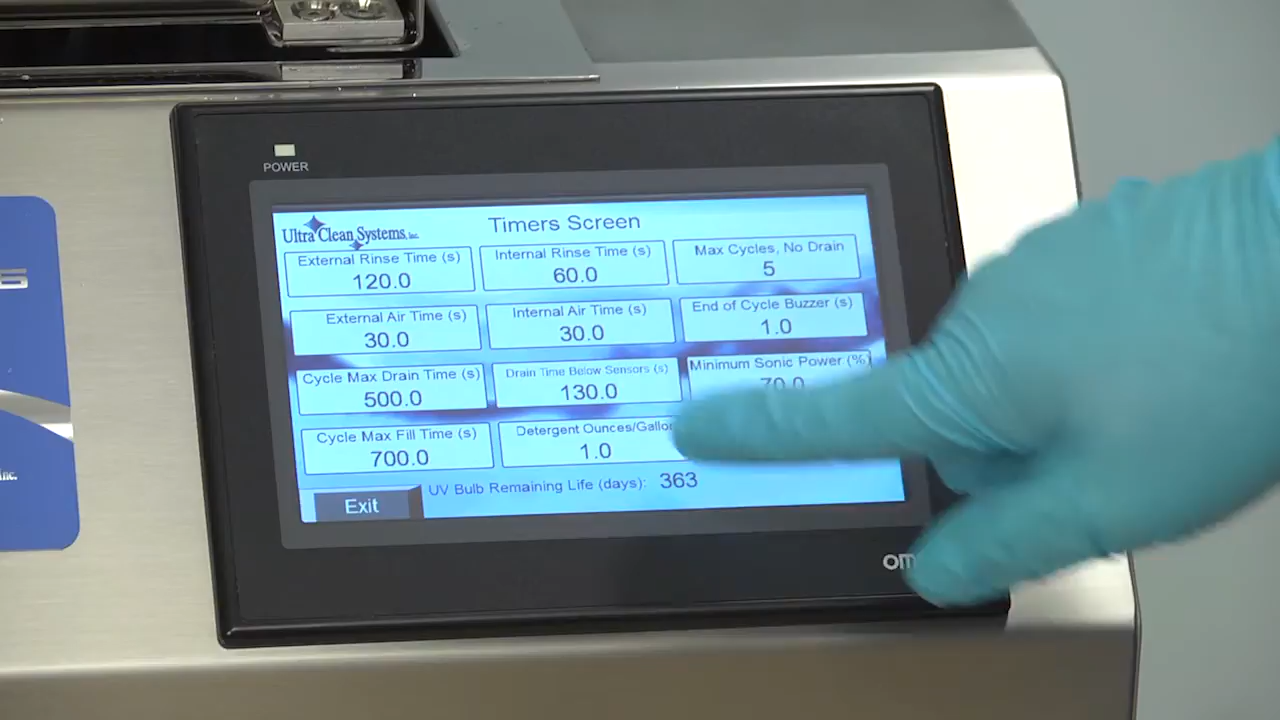 POWER
Ultra Clean Systems, Inc.
Timers Screen
External Rinse Time (s)
120.0
Internal Rinse Time (s)
60.0
Max Cycles, No Drain
5
External Air Time (s)
30.0
Internal Air Time (s)
30.0
End of Cycle Buzzer (s)
1.0
Cycle Max Drain Time (s)
500.0
Drain Time Below Sensors (s)
130.0
Minimum Sonic Power (%)
70.0
Cycle Max Fill Time (s)
700.0
Detergent Ounces/Gallo
1.0
UV Bulb Remaining Life (days): 363
Exit
om
nc.